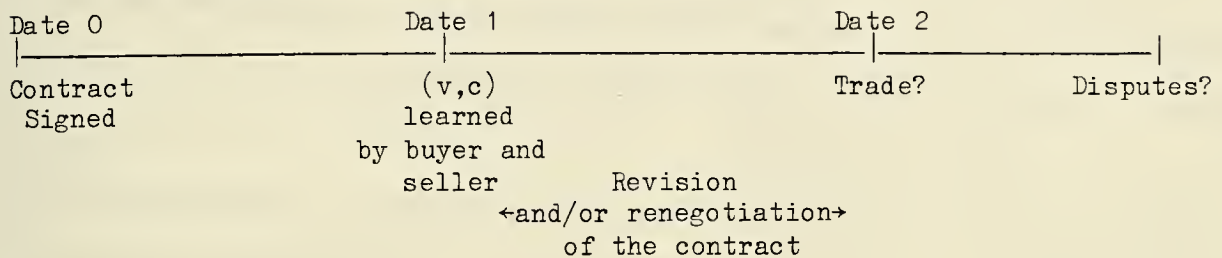 Date 0 Date 1 Date 2
Contract (v,c) Trade? Disputes?
Signed learned
by buyer and
seller Revision
←and/or renegotiation→
of the contract